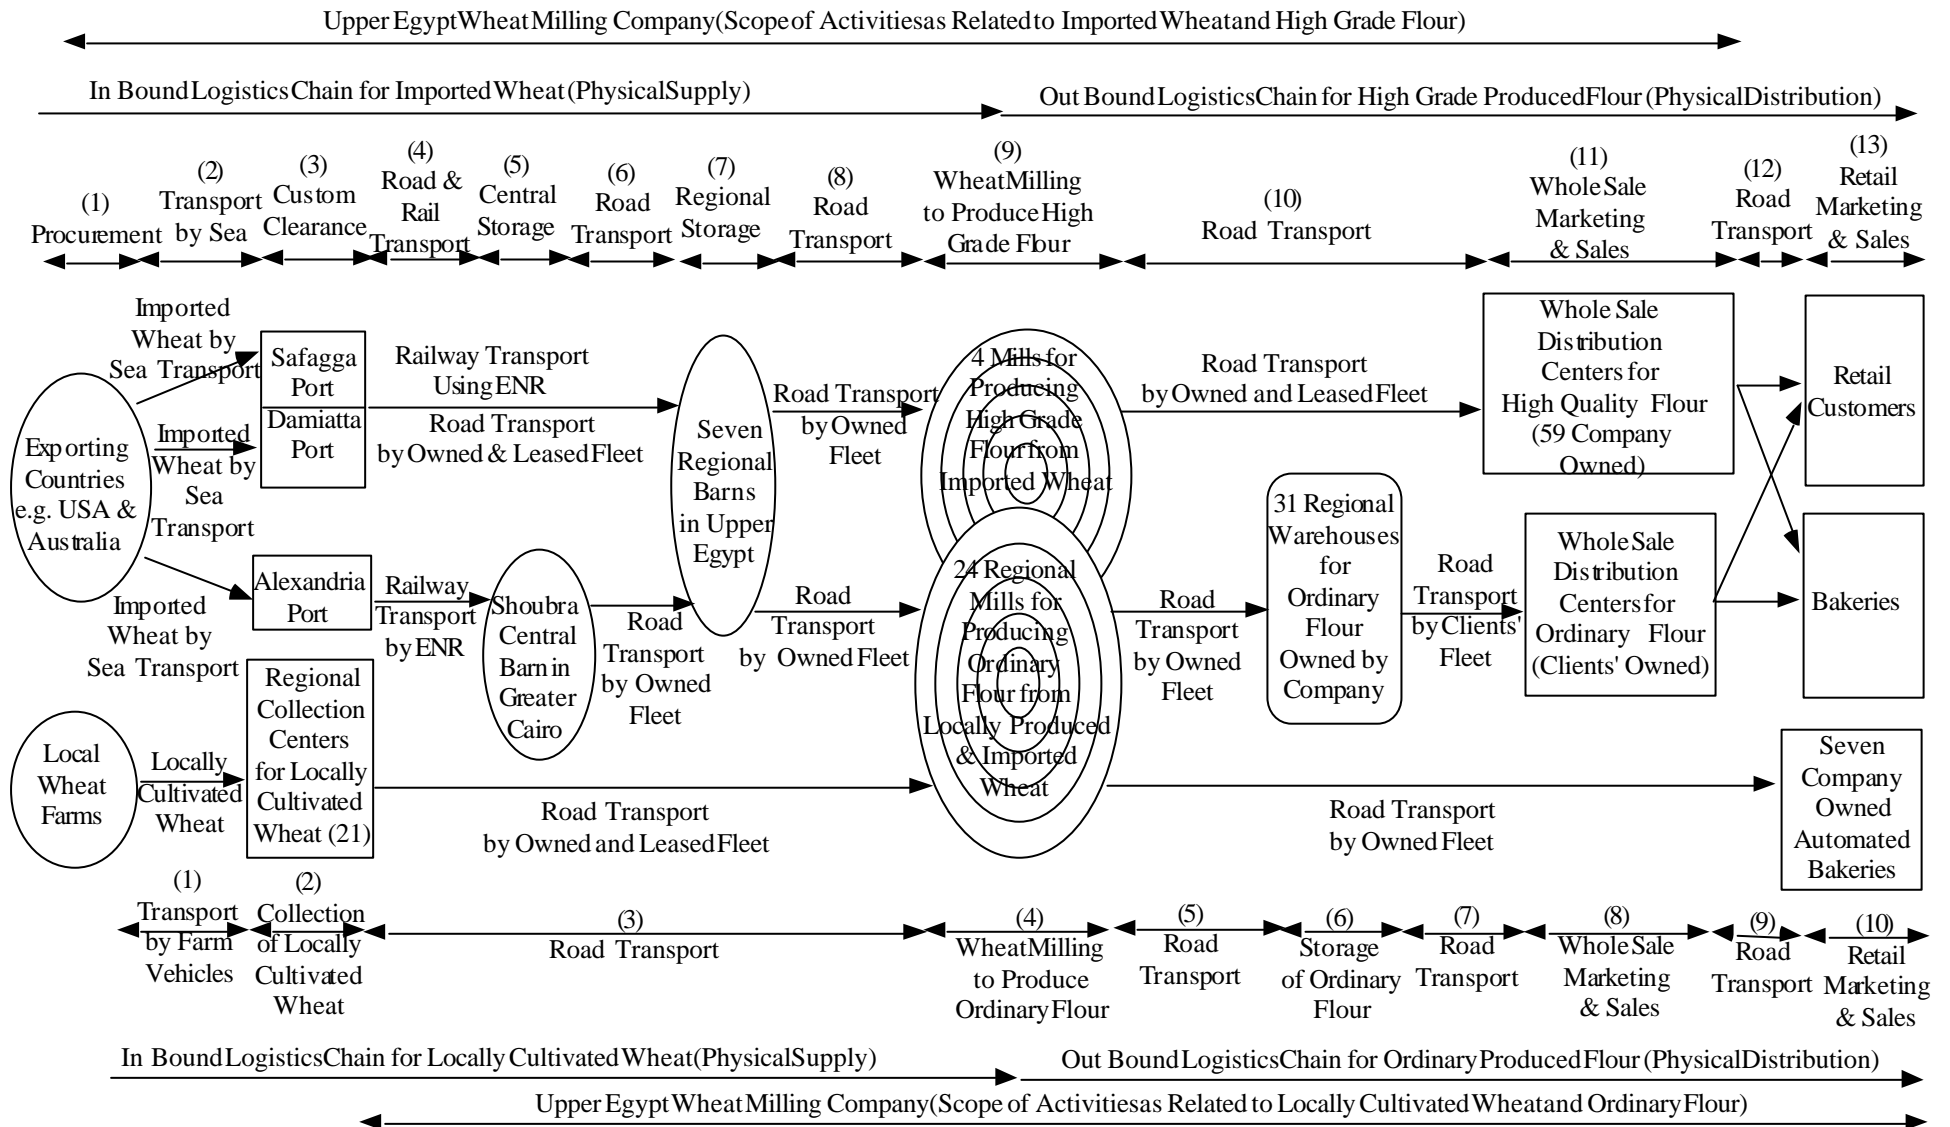 Upper Egypt Wheat Milling Company (Scope of Activities as Related to Imported Wheat and High Grade Flour)
In Bound Logistics Chain for Imported Wheat (Physical Supply)
Out Bound Logistics Chain for High Grade Produced Flour (Physical Distribution)
(1)
Procurement
(2)
Transport
by Sea
(3)
Custom
Clearance
(4)
Road &
Rail
Transport
(5)
Central
Storage
(6)
Road
Transport
(7)
Regional
Storage
(8)
Road
Transport
(9)
Wheat Milling
to Produce High
Grade Flour
(10)
Road Transport
(11)
Whole Sale
Marketing
& Sales
(12)
Road
Transport
(13)
Retail
Marketing
& Sales
Exporting
Countries
e.g. USA &
Australia
Imported
Wheat by
Sea Transport
Imported
Wheat by
Sea
Transport
Imported
Wheat by
Sea Transport
Safagga
Port
Damiatta
Port
Railway Transport
Using ENR
Road Transport
by Owned & Leased Fleet
Alexandria
Port
Railway
Transport
by ENR
Shoubra
Central
Barn in
Greater
Cairo
Road
Transport
by Owned
Fleet
Seven
Regional
Barns
in Upper
Egypt
Road Transport
by Owned
Fleet
Road
Transport
by Owned Fleet
4 Mills for
Producing
High Grade
Flour from
Imported Wheat
24 Regional
Mills for
Producing
Ordinary
Flour from
Locally Produced
& Imported
Wheat
Road Transport
by Owned and Leased Fleet
Road
Transport
by Owned
Fleet
31 Regional
Warehouses
for
Ordinary
Flour
Owned by
Company
Road
Transport
by Clients'
Fleet
Whole Sale
Distribution
Centers for
High Quality Flour
(59 Company
Owned)
Whole Sale
Distribution
Centers for
Ordinary Flour
(Clients' Owned)
Retail
Customers
Bakeries
Local
Wheat
Farms
Locally
Cultivated
Wheat
Regional
Collection
Centers
for Locally
Cultivated
Wheat (21)
Road Transport
by Owned and Leased Fleet
Road Transport
by Owned Fleet
Seven
Company
Owned
Automated
Bakeries
(1)
Transport
by Farm
Vehicles
(2)
Collection
of Locally
Cultivated
Wheat
(3)
Road Transport
(4)
Wheat Milling
to Produce
Ordinary Flour
(5)
Road
Transport
(6)
Storage
of Ordinary
Flour
(7)
Road
Transport
(8)
Whole Sale
Marketing
& Sales
(9)
Road
Transport
(10)
Retail
Marketing
& Sales
In Bound Logistics Chain for Locally Cultivated Wheat (Physical Supply)
Out Bound Logistics Chain for Ordinary Produced Flour (Physical Distribution)
Upper Egypt Wheat Milling Company (Scope of Activities as Related to Locally Cultivated Wheat and Ordinary Flour)